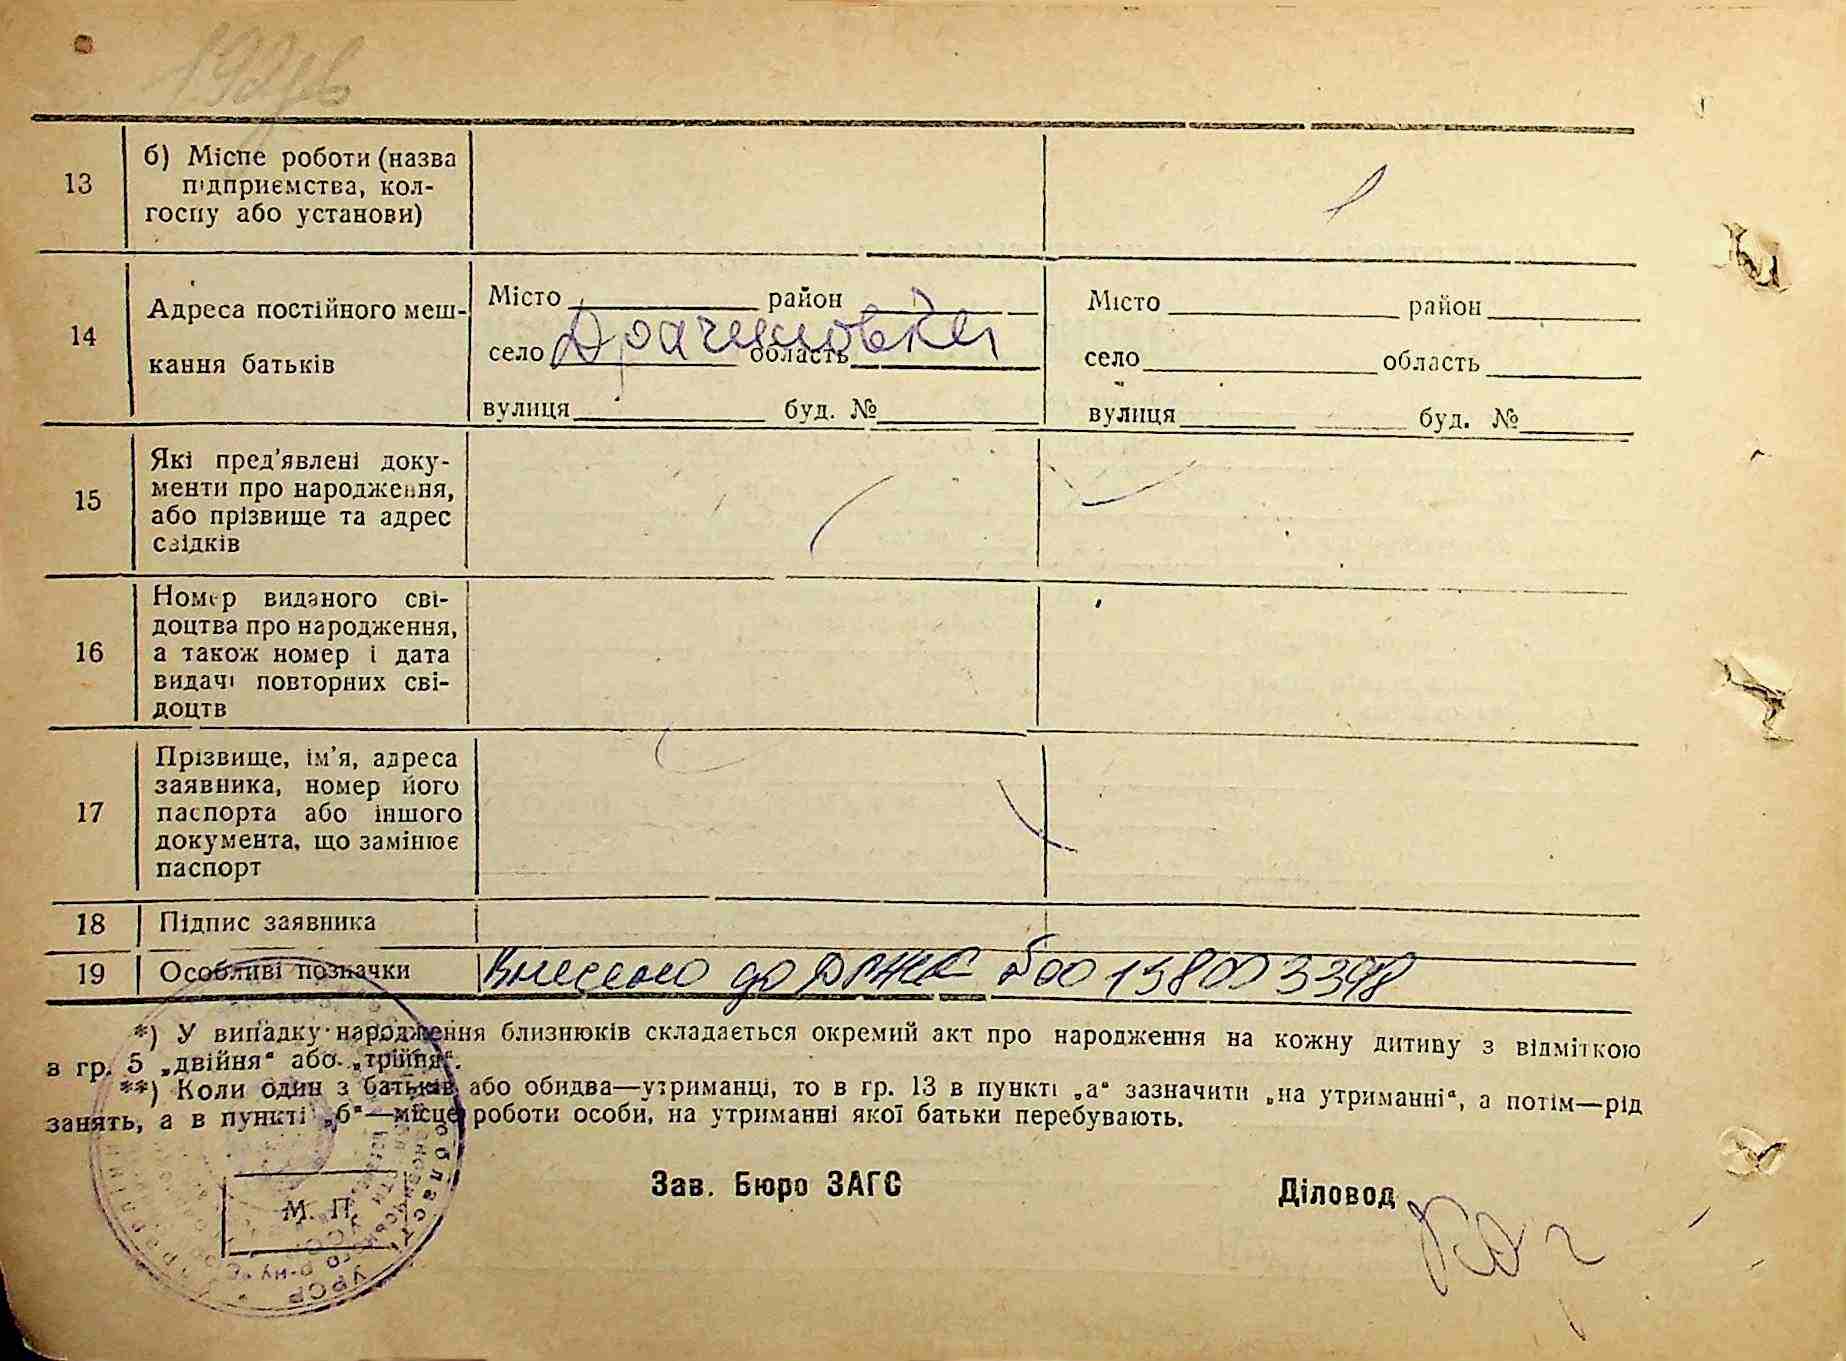 13
б) Місце роботи (назва
підприємства, кол-
госпу або установи)
14
Адреса постійного меш-
кання батьків
Місто район
село Драчиловка область
вулиця буд. №
Місто район
село область
вулиця буд. №
15
Які пред'явлені доку-
менти про народження,
або прізвище та адрес
свідків
16
Номер виданого сві-
доцтва про народження,
а також номер і дата
видачі повторних сві-
доцтв
17
Прізвище, ім'я, адреса
заявника, номер його
паспорта або іншого
документа, що замінює
паспорт
18 Підпис заявника
19 Особливі позначки Внесено до 00158003398
*) У випадку народження близнюків складається окремий акт про народження на кожну дитину з відміткою
в гр. 5 „двійня“ або „трійня“.
**) Коли один з батьків або обидва—утриманці, то в гр. 13 в пункті „а“ зазначити „на утриманні“, а потім—рід
занять, а в пункті „б“—місце роботи особи, на утриманні якої батьки перебувають.
Зав. Бюро ЗАГС Діловод
М. П.